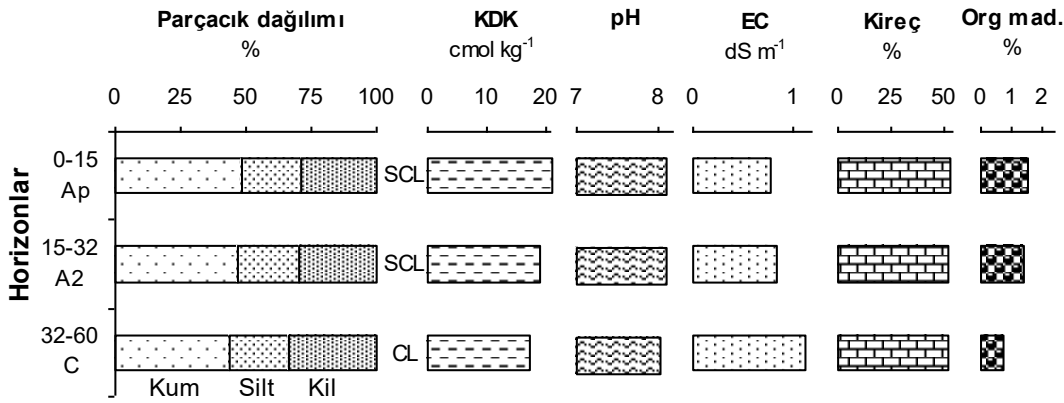 Parçacık dağılımı KDK pH EC Kireç Org mad.
% cmol kg⁻¹ dS m⁻¹ % %
0 25 50 75 100 0 10 20 7 8 0 1 0 50 0 1 2
Horizonlar
0-15
Ap SCL
15-32
A2 SCL
32-60
C CL
Kum Silt Kil